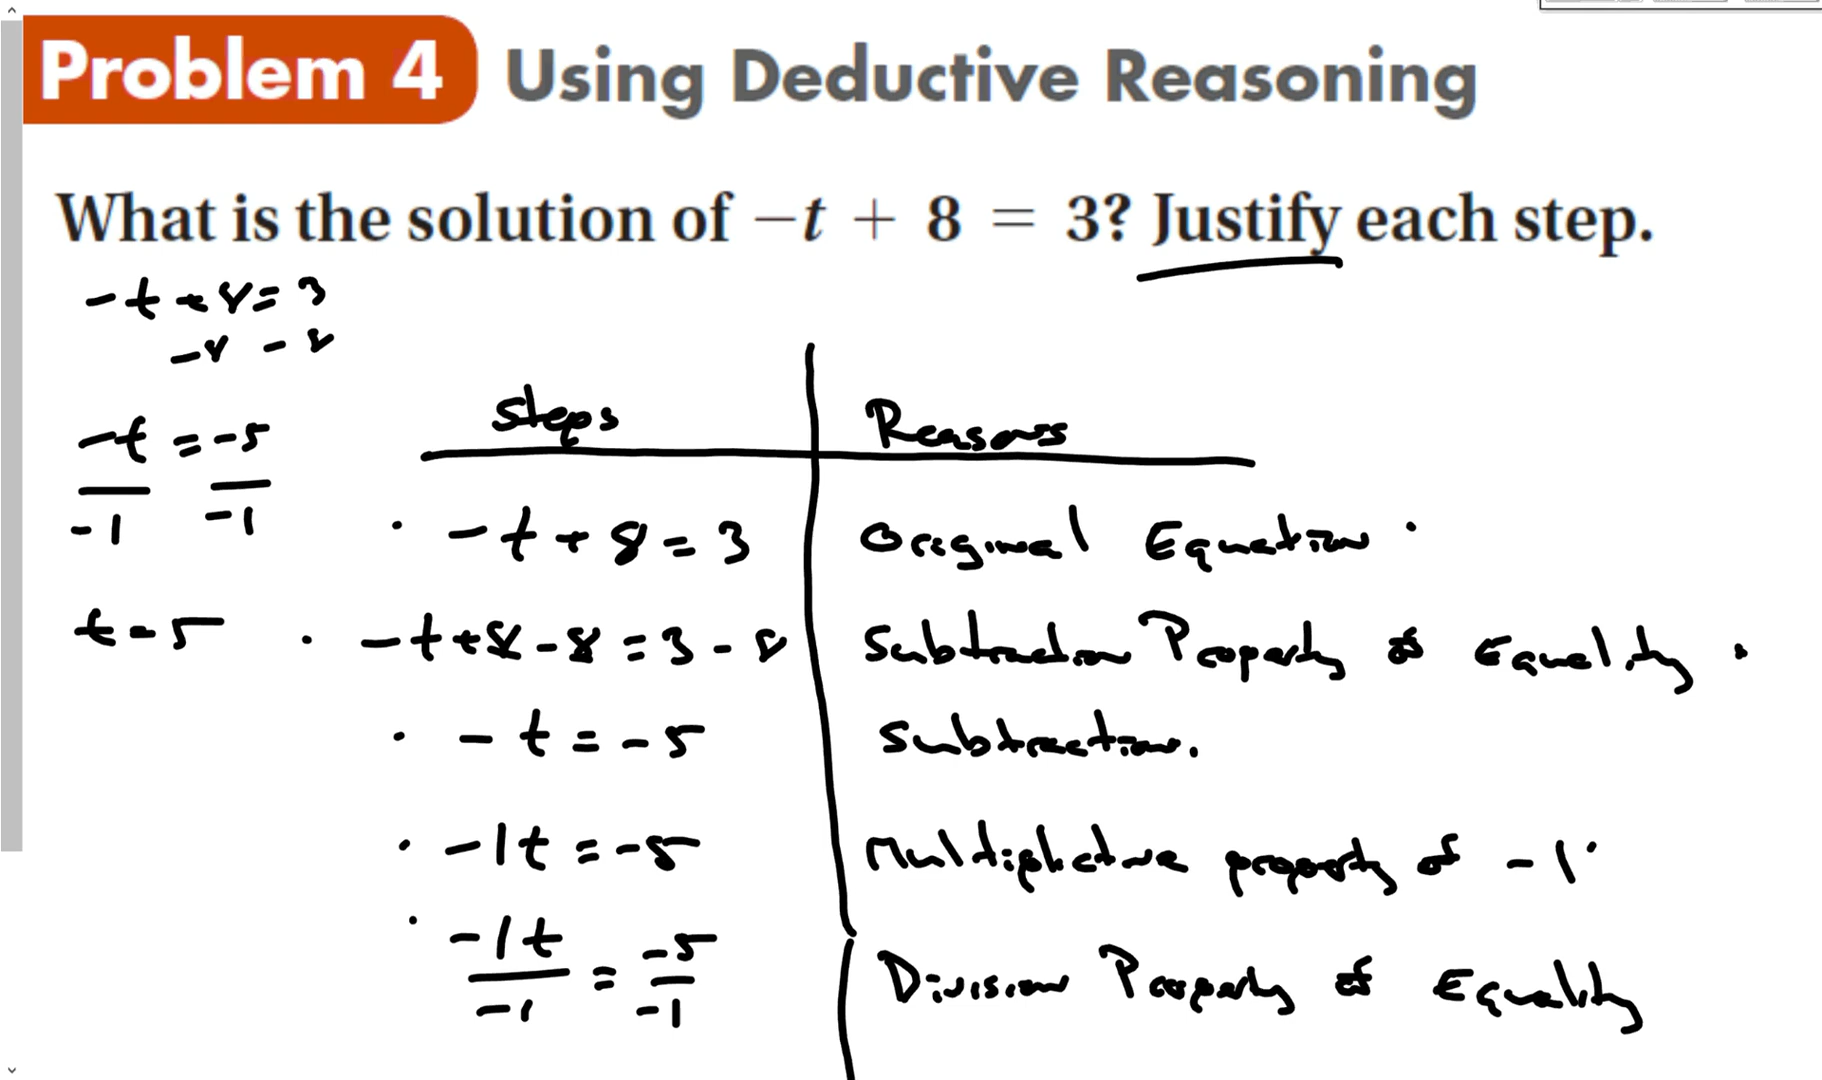 Problem 4 Using Deductive Reasoning
What is the solution of −t + 8 = 3? Justify each step.
-t + 8 = 3
-8 -8
-t = -5
-1 -1
t = 5
Steps Reasons
-t + 8 = 3 Original Equation
-t + 8 - 8 = 3 - 8 Subtraction Property of Equality
-t = -5 Subtraction.
-1t = -5 Multiplicative property of -1
-1t = -5 Division Property of Equality
-1 -1